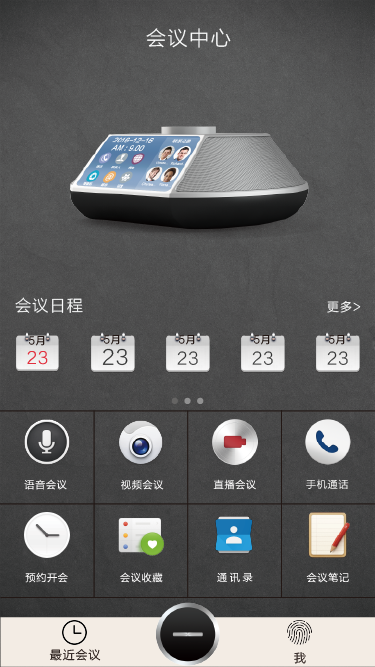 会议中心
2016-12-16
AM : 9.00
会议日程
更多>
5月 5月 5月 5月 5月
23 23 23 23 23
语音会议 视频会议 直播会议 手机通话
预约开会 会议收藏 通讯录 会议笔记
最近会议 我